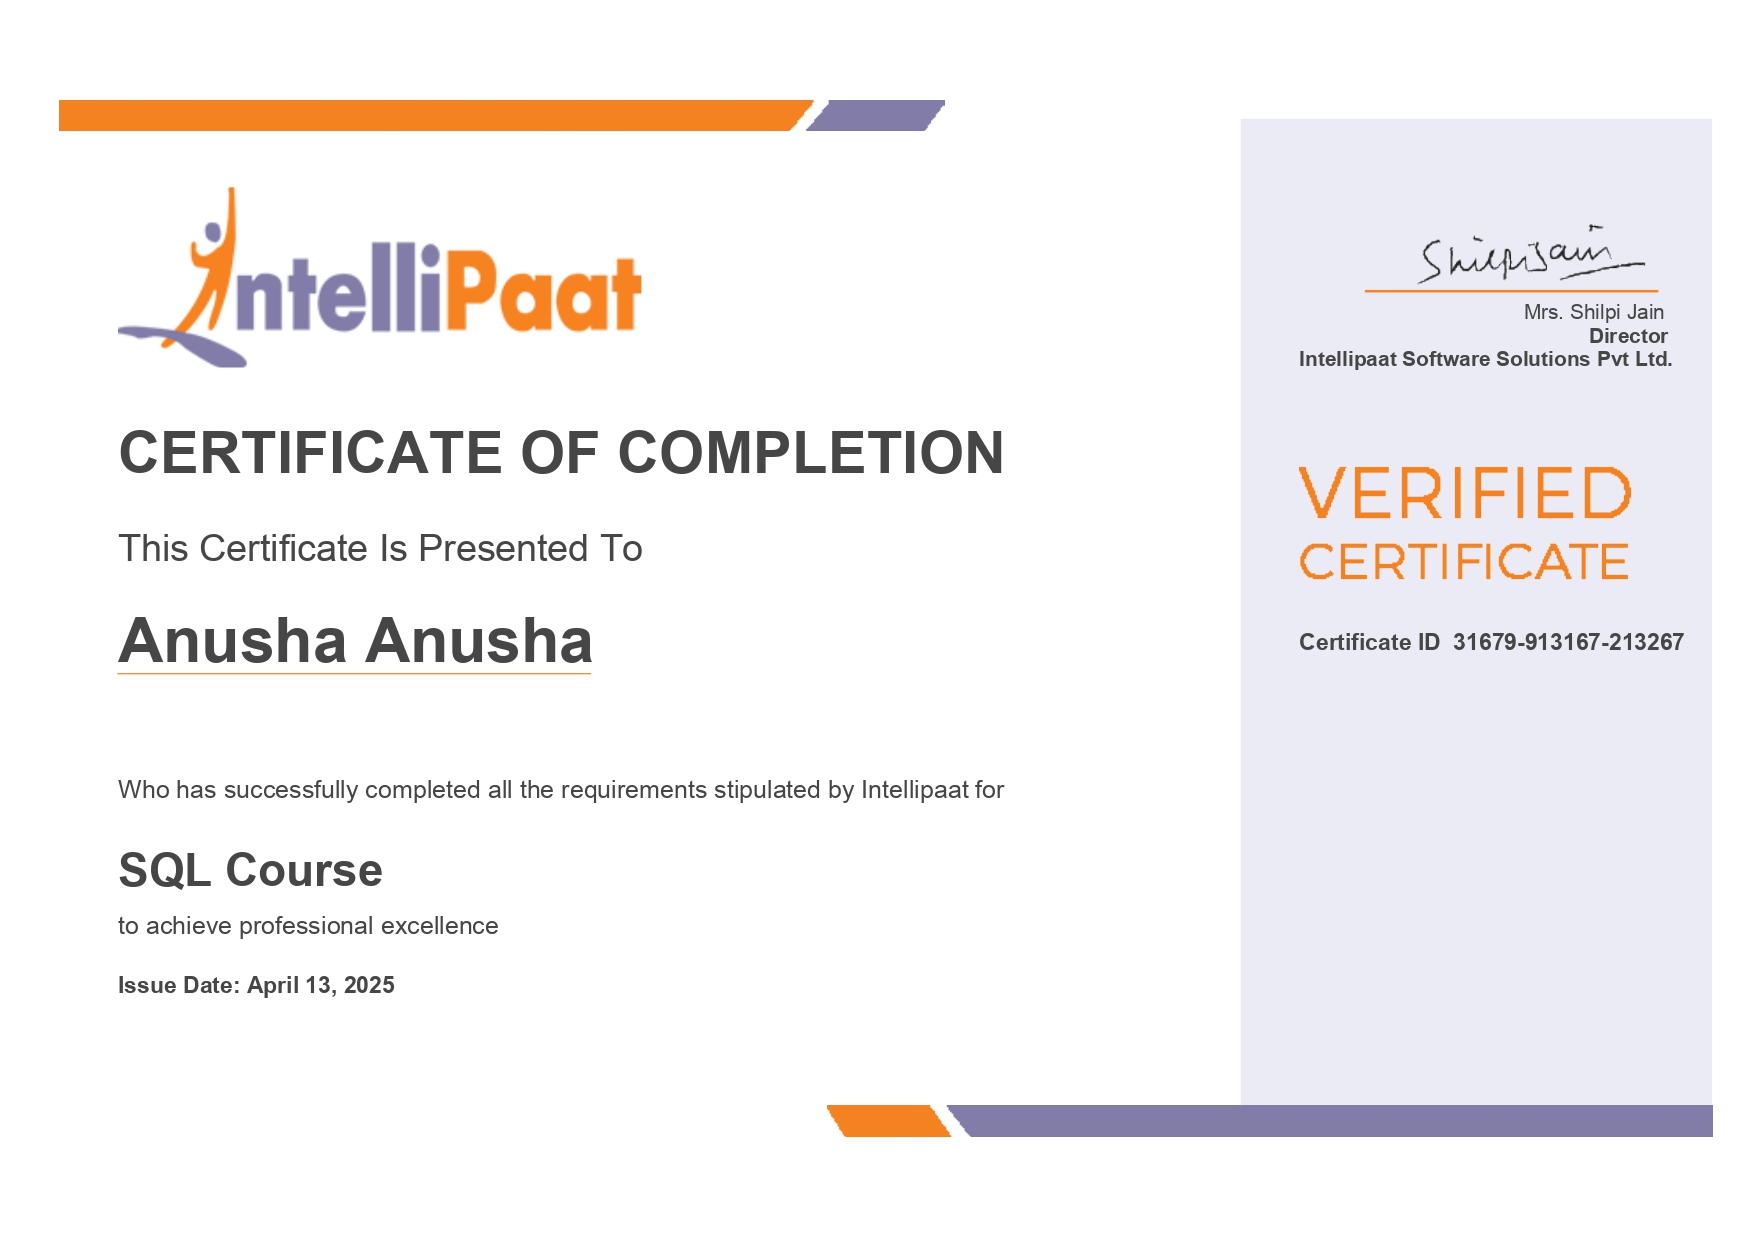 IntelliPaat
CERTIFICATE OF COMPLETION
This Certificate Is Presented To
Anusha Anusha
Who has successfully completed all the requirements stipulated by Intellipaat for
SQL Course
to achieve professional excellence
Issue Date: April 13, 2025
Shilpi Jain
Mrs. Shilpi Jain
Director
Intellipaat Software Solutions Pvt Ltd.
VERIFIED
CERTIFICATE
Certificate ID 31679-913167-213267